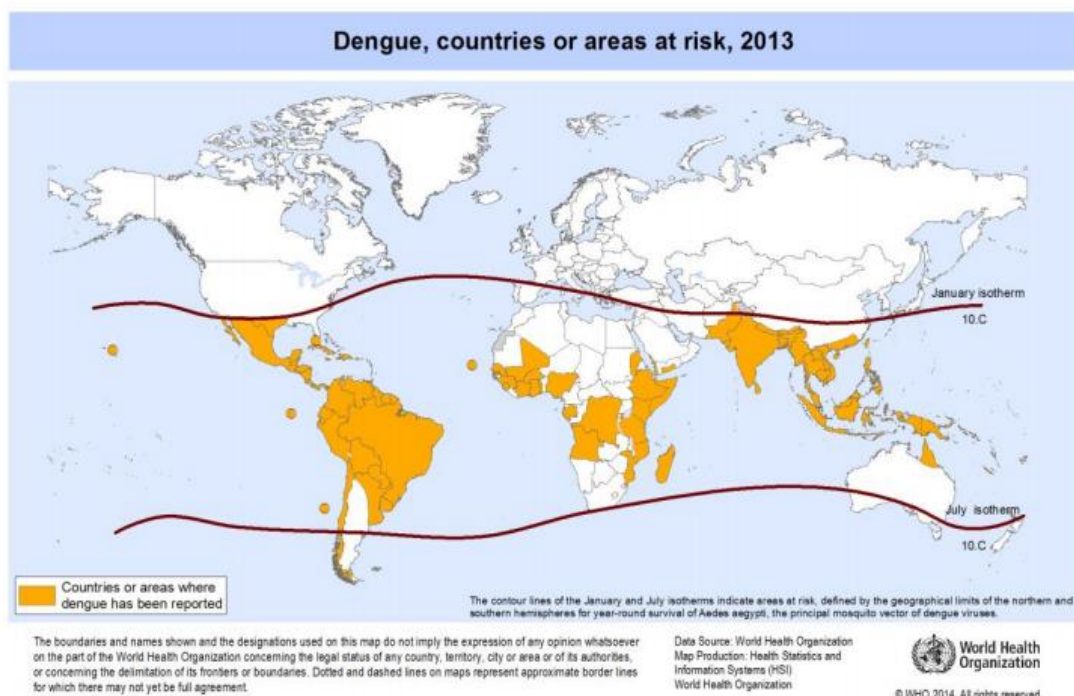 Dengue, countries or areas at risk, 2013
January isotherm
10.C
July isotherm
10.C
Countries or areas where
dengue has been reported
The contour lines of the January and July isotherms indicate areas at risk, defined by the geographical limits of the northern and
southern hemispheres for year-round survival of Aedes aegypti, the principal mosquito vector of dengue viruses.
The boundaries and names shown and the designations used on this map do not imply the expression of any opinion whatsoever
on the part of the World Health Organization concerning the legal status of any country, territory, city or area or of its authorities,
or concerning the delimitation of its frontiers or boundaries. Dotted and dashed lines on maps represent approximate border lines
for which there may not yet be full agreement.
Data Source: World Health Organization
Map Production: Health Statistics and
Information Systems (HSI)
World Health Organization
World Health
Organization
© WHO 2014. All rights reserved